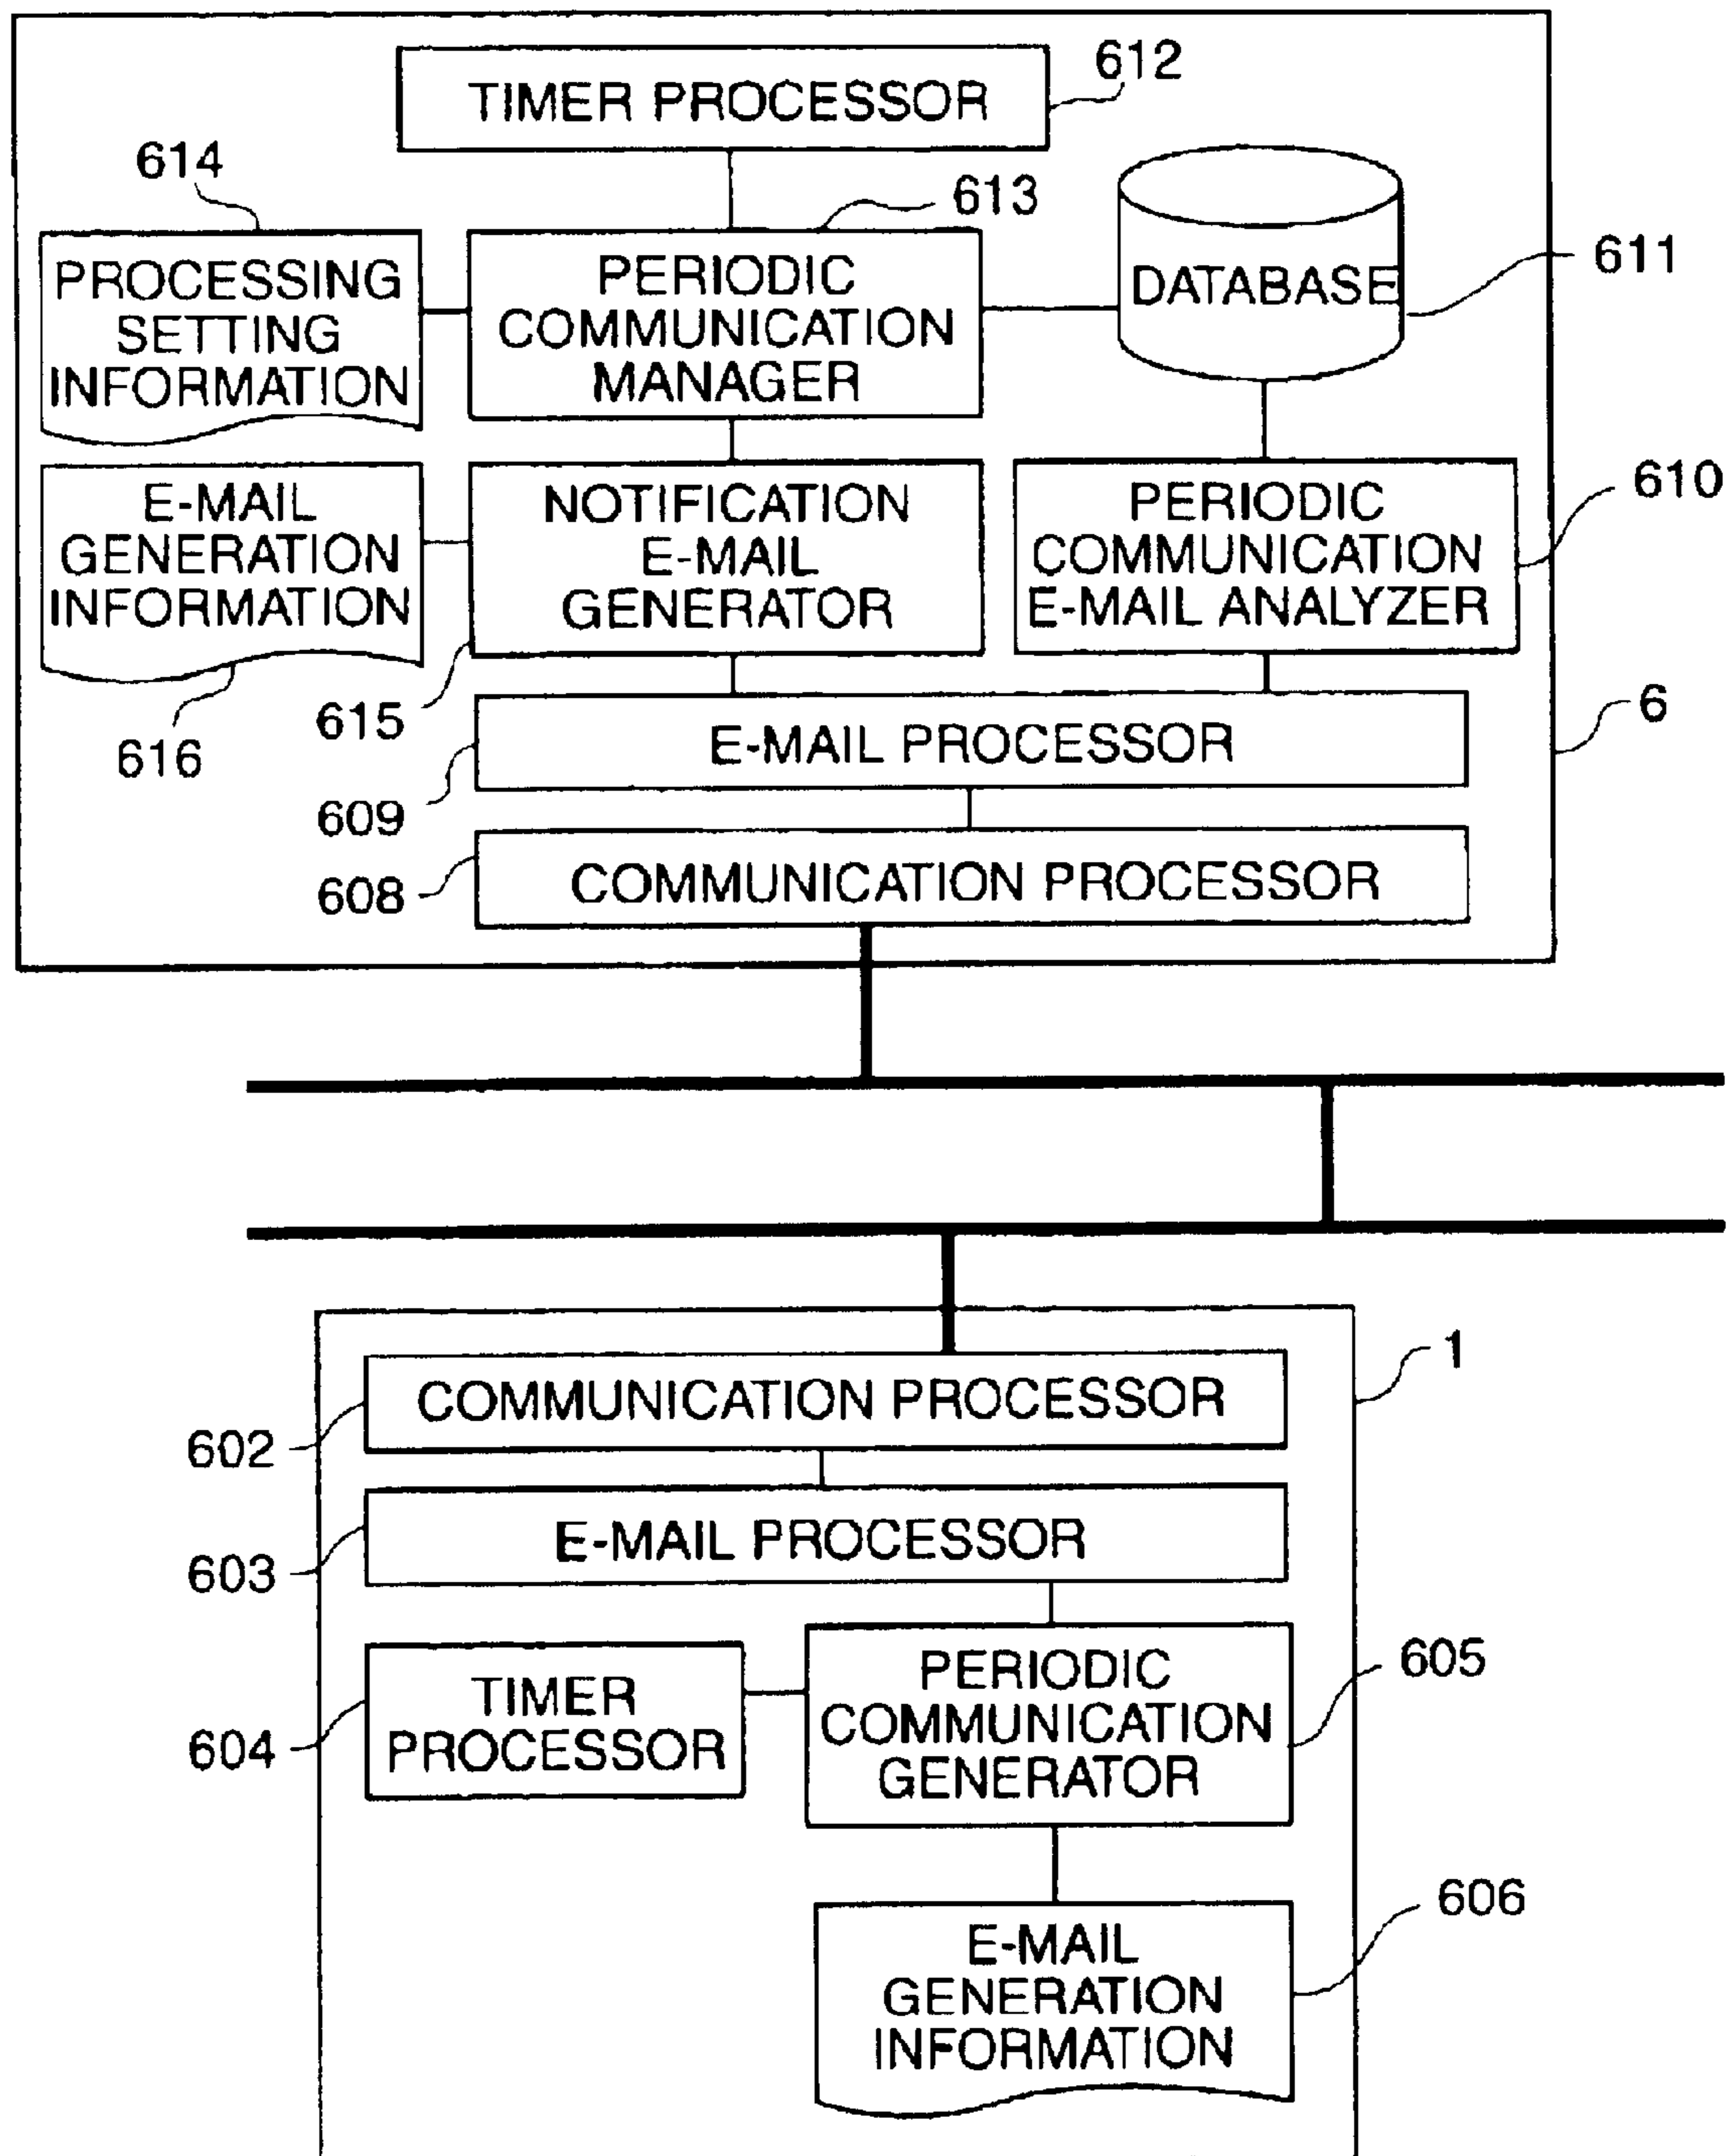 612
TIMER PROCESSOR
614
613
PROCESSING
SETTING
INFORMATION
PERIODIC
COMMUNICATION
MANAGER
DATABASE
611
E-MAIL
GENERATION
INFORMATION
NOTIFICATION
E-MAIL
GENERATOR
PERIODIC
COMMUNICATION
E-MAIL ANALYZER
610
616
615
6
E-MAIL PROCESSOR
609
COMMUNICATION PROCESSOR
608
1
COMMUNICATION PROCESSOR
602
E-MAIL PROCESSOR
603
TIMER
PROCESSOR
604
PERIODIC
COMMUNICATION
GENERATOR
605
606
E-MAIL
GENERATION
INFORMATION